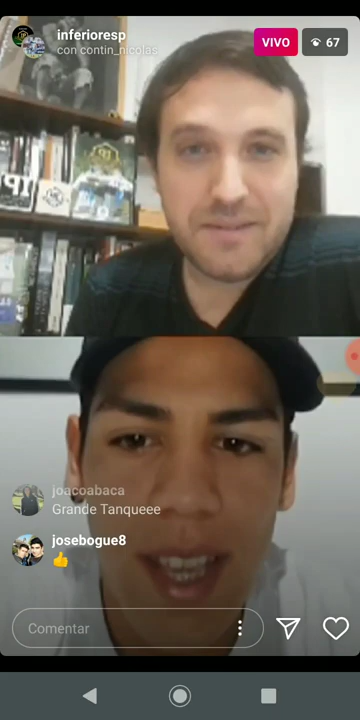 inferioresp
con contin_nicolas
VIVO
67
joacoabaca
Grande Tanqueee
josebogue8
👍
Comentar